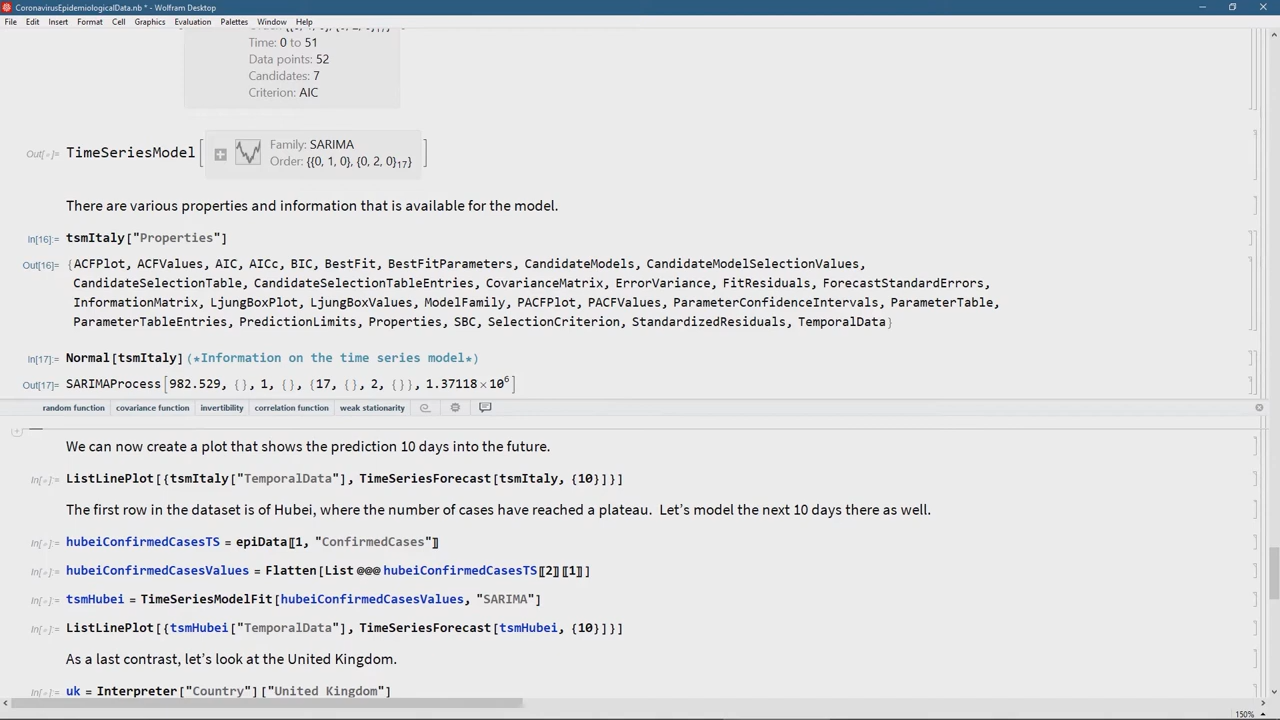 CoronavirusEpidemiologicalData.nb * - Wolfram Desktop
File Edit Insert Format Cell Graphics Evaluation Palettes Window Help
Time: 0 to 51
Data points: 52
Candidates: 7
Criterion: AIC
Out[∘]= TimeSeriesModel[ Family: SARIMA
Order: {{0, 1, 0}, {0, 2, 0}17} ]
There are various properties and information that is available for the model.
In[16]:= tsmItaly["Properties"]
Out[16]= {ACFPlot, ACFValues, AIC, AICc, BIC, BestFit, BestFitParameters, CandidateModels, CandidateModelSelectionValues,
CandidateSelectionTable, CandidateSelectionTableEntries, CovarianceMatrix, ErrorVariance, FitResiduals, ForecastStandardErrors,
InformationMatrix, LjungBoxPlot, LjungBoxValues, ModelFamily, PACFPlot, PACFValues, ParameterConfidenceIntervals, ParameterTable,
ParameterTableEntries, PredictionLimits, Properties, SBC, SelectionCriterion, StandardizedResiduals, TemporalData}
In[17]:= Normal[tsmItaly] (*Information on the time series model*)
Out[17]= SARIMAProcess[982.529, {}, 1, {}, {17, {}, 2, {}}, 1.37118×10^6]
random function covariance function invertibility correlation function weak stationarity
We can now create a plot that shows the prediction 10 days into the future.
In[∘]:= ListLinePlot[{tsmItaly["TemporalData"], TimeSeriesForecast[tsmItaly, {10}]}]
The first row in the dataset is of Hubei, where the number of cases have reached a plateau. Let's model the next 10 days there as well.
In[∘]:= hubeiConfirmedCasesTS = epiData〚1, "ConfirmedCases"〛
In[∘]:= hubeiConfirmedCasesValues = Flatten[List @@@ hubeiConfirmedCasesTS〚2〛〚1〛]
In[∘]:= tsmHubei = TimeSeriesModelFit[hubeiConfirmedCasesValues, "SARIMA"]
In[∘]:= ListLinePlot[{tsmHubei["TemporalData"], TimeSeriesForecast[tsmHubei, {10}]}]
As a last contrast, let's look at the United Kingdom.
In[∘]:= uk = Interpreter["Country"]["United Kingdom"]
150%